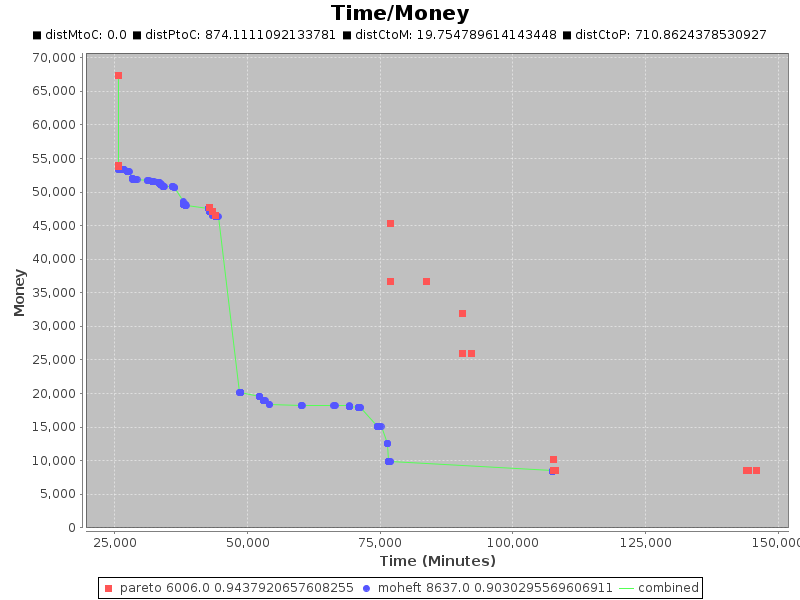 Time/Money
distMtoC: 0.0 distPtoC: 874.1111092133781 distCtoM: 19.754789614143448 distCtoP: 710.8624378530927
70,000
65,000
60,000
55,000
50,000
45,000
40,000
35,000
30,000
25,000
20,000
15,000
10,000
5,000
0
Money
25,000 50,000 75,000 100,000 125,000 150,000
Time (Minutes)
pareto 6006.0 0.9437920657608255 moheft 8637.0 0.9030295569606911 combined